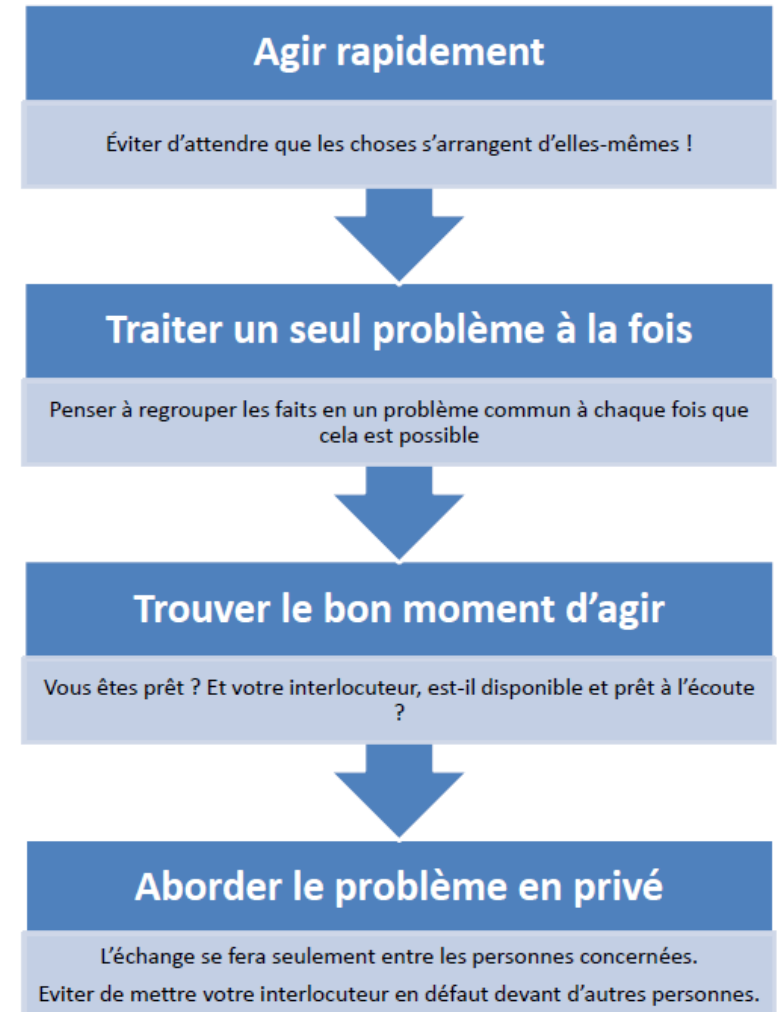 Agir rapidement
Éviter d’attendre que les choses s’arrangent d’elles-mêmes !
Traiter un seul problème à la fois
Penser à regrouper les faits en un problème commun à chaque fois que
cela est possible
Trouver le bon moment d’agir
Vous êtes prêt ? Et votre interlocuteur, est-il disponible et prêt à l’écoute
?
Aborder le problème en privé
L’échange se fera seulement entre les personnes concernées.
Eviter de mettre votre interlocuteur en défaut devant d’autres personnes.